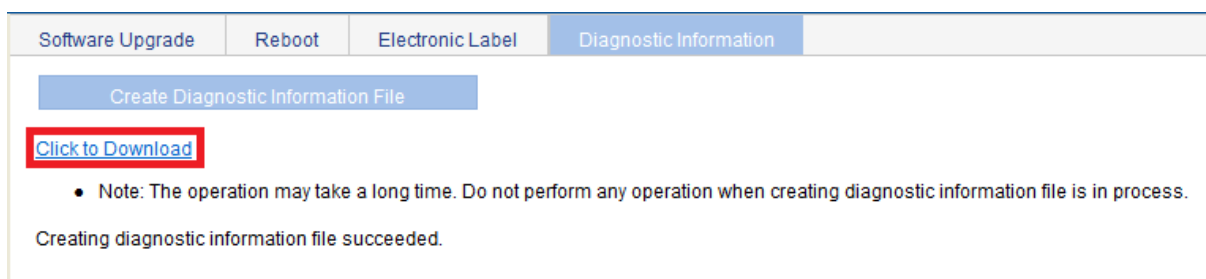 Software Upgrade Reboot Electronic Label Diagnostic Information
Create Diagnostic Information File
Click to Download
• Note: The operation may take a long time. Do not perform any operation when creating diagnostic information file is in process.
Creating diagnostic information file succeeded.